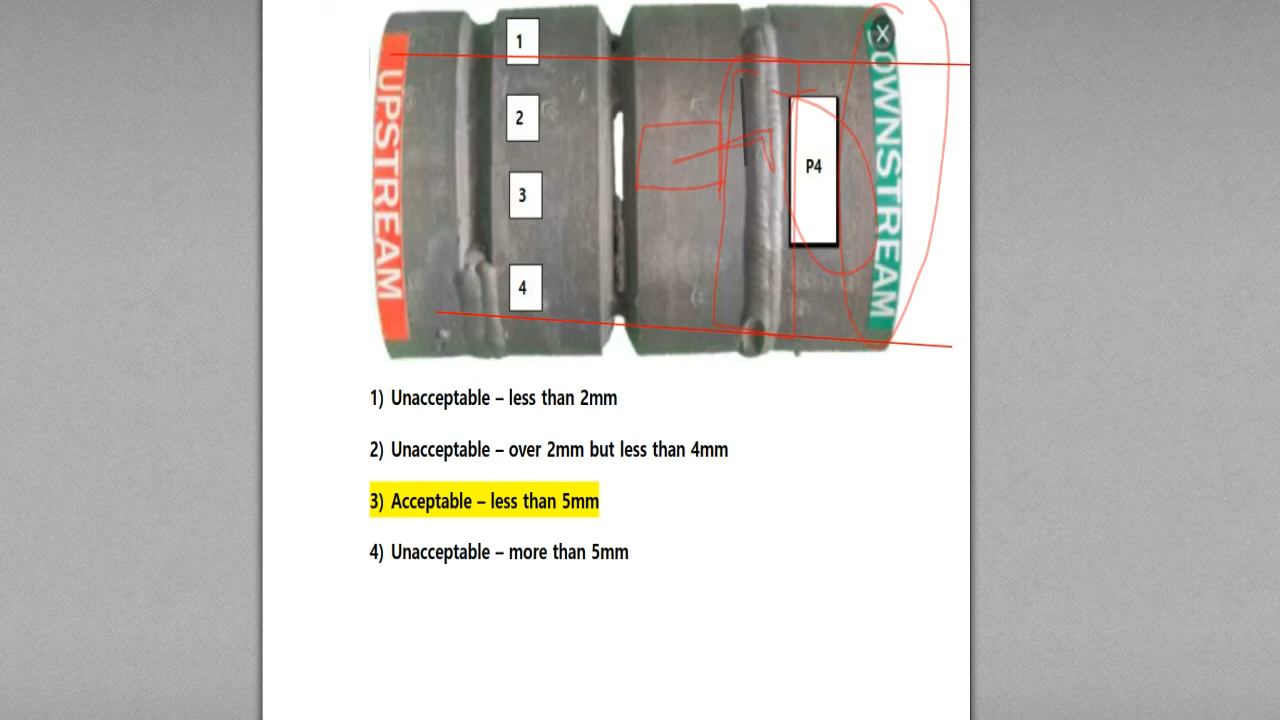 1
2
3
4
UPSTREAM
P4
X
DOWNSTREAM
1) Unacceptable – less than 2mm
2) Unacceptable – over 2mm but less than 4mm
3) Acceptable – less than 5mm
4) Unacceptable – more than 5mm